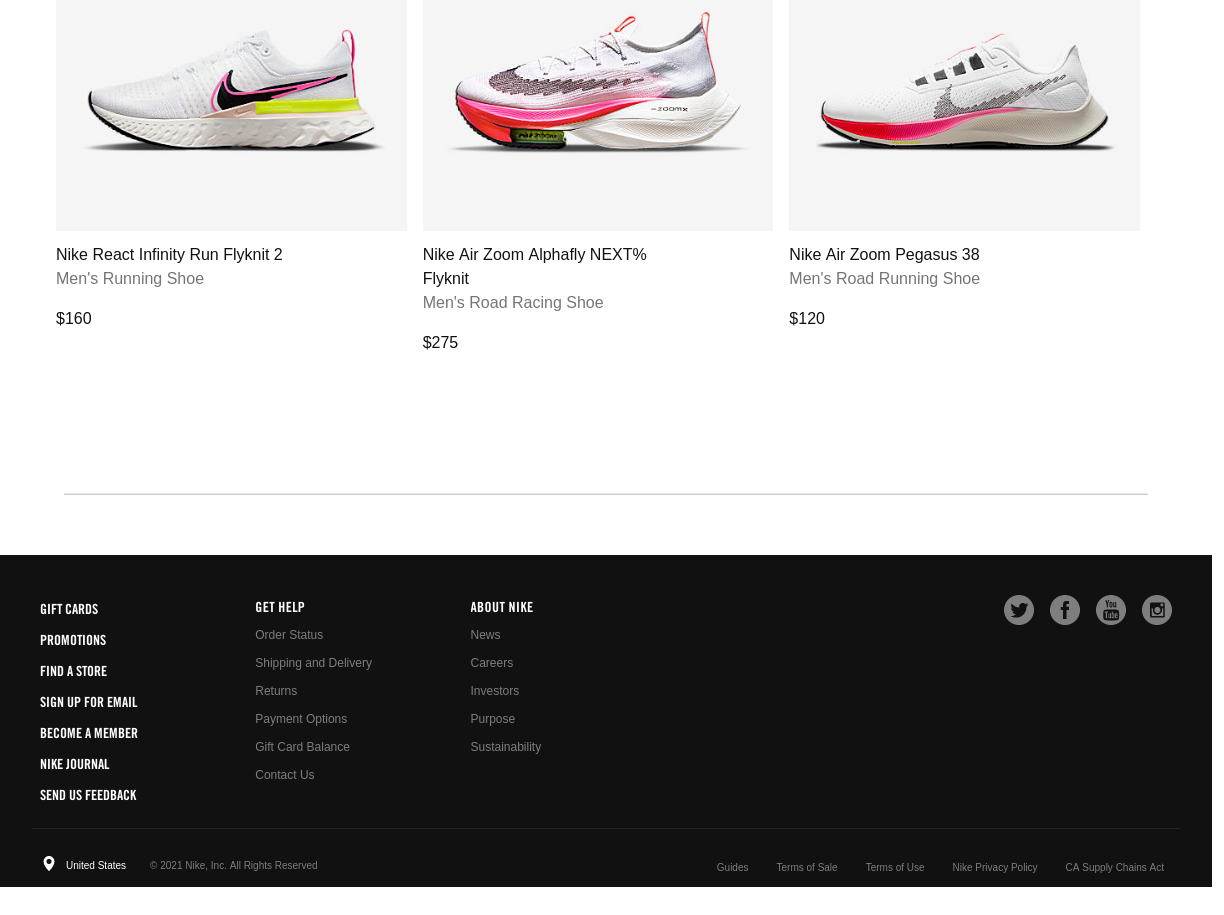 ZOOMX
Nike React Infinity Run Flyknit 2
Men's Running Shoe
$160
Nike Air Zoom Alphafly NEXT%
Flyknit
Men's Road Racing Shoe
$275
Nike Air Zoom Pegasus 38
Men's Road Running Shoe
$120
GIFT CARDS
PROMOTIONS
FIND A STORE
SIGN UP FOR EMAIL
BECOME A MEMBER
NIKE JOURNAL
SEND US FEEDBACK
GET HELP
Order Status
Shipping and Delivery
Returns
Payment Options
Gift Card Balance
Contact Us
ABOUT NIKE
News
Careers
Investors
Purpose
Sustainability
You
Tube
United States
© 2021 Nike, Inc. All Rights Reserved
Guides
Terms of Sale
Terms of Use
Nike Privacy Policy
CA Supply Chains Act